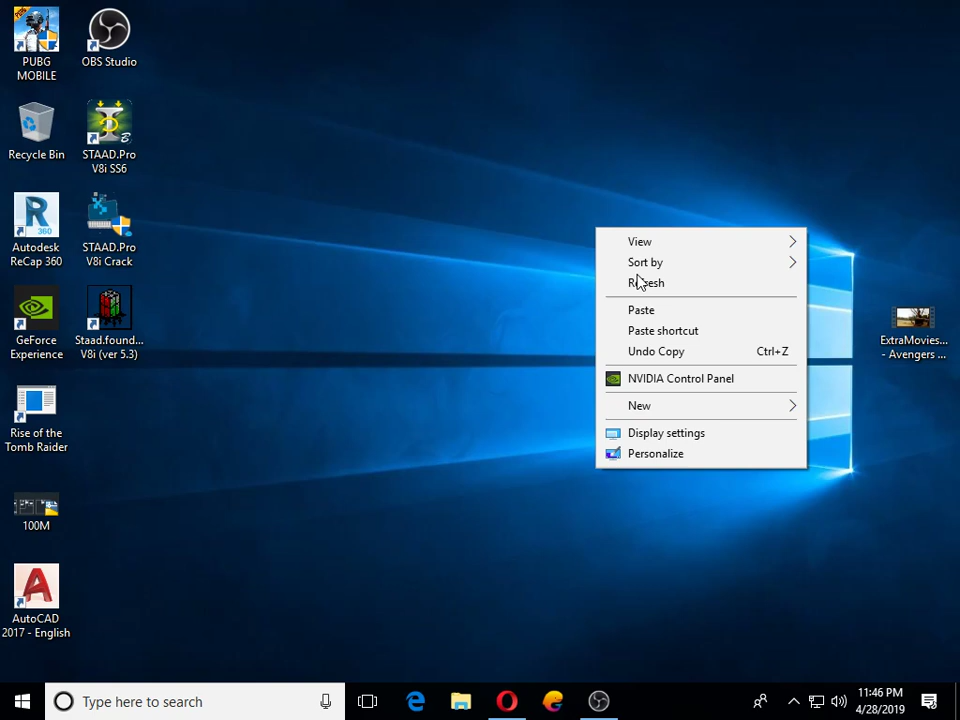 PUBG
MOBILE
OBS Studio
Recycle Bin
STAAD.Pro
V8i SS6
Autodesk
ReCap 360
STAAD.Pro
V8i Crack
GeForce
Experience
Staad.found...
V8i (ver 5.3)
Rise of the
Tomb Raider
100M
AutoCAD
2017 - English
View
Sort by
Refresh
Paste
Paste shortcut
Undo Copy Ctrl+Z
NVIDIA Control Panel
New
Display settings
Personalize
ExtraMovies...
- Avengers ...
Type here to search
11:46 PM
4/28/2019